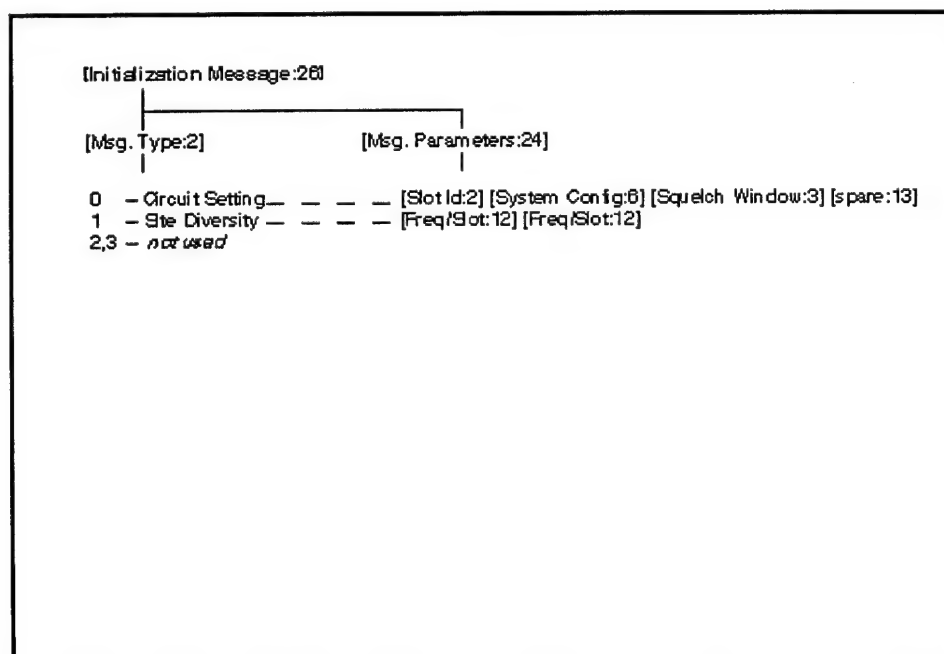 [Initialization Message:26]
[Msg. Type:2] [Msg. Parameters:24]
0 – Circuit Setting — — — — [Slot Id:2] [System Config:6] [Squelch Window:3] [spare:13]
1 – Site Diversity — — — — [Freq/Slot:12] [Freq/Slot:12]
2,3 – not used